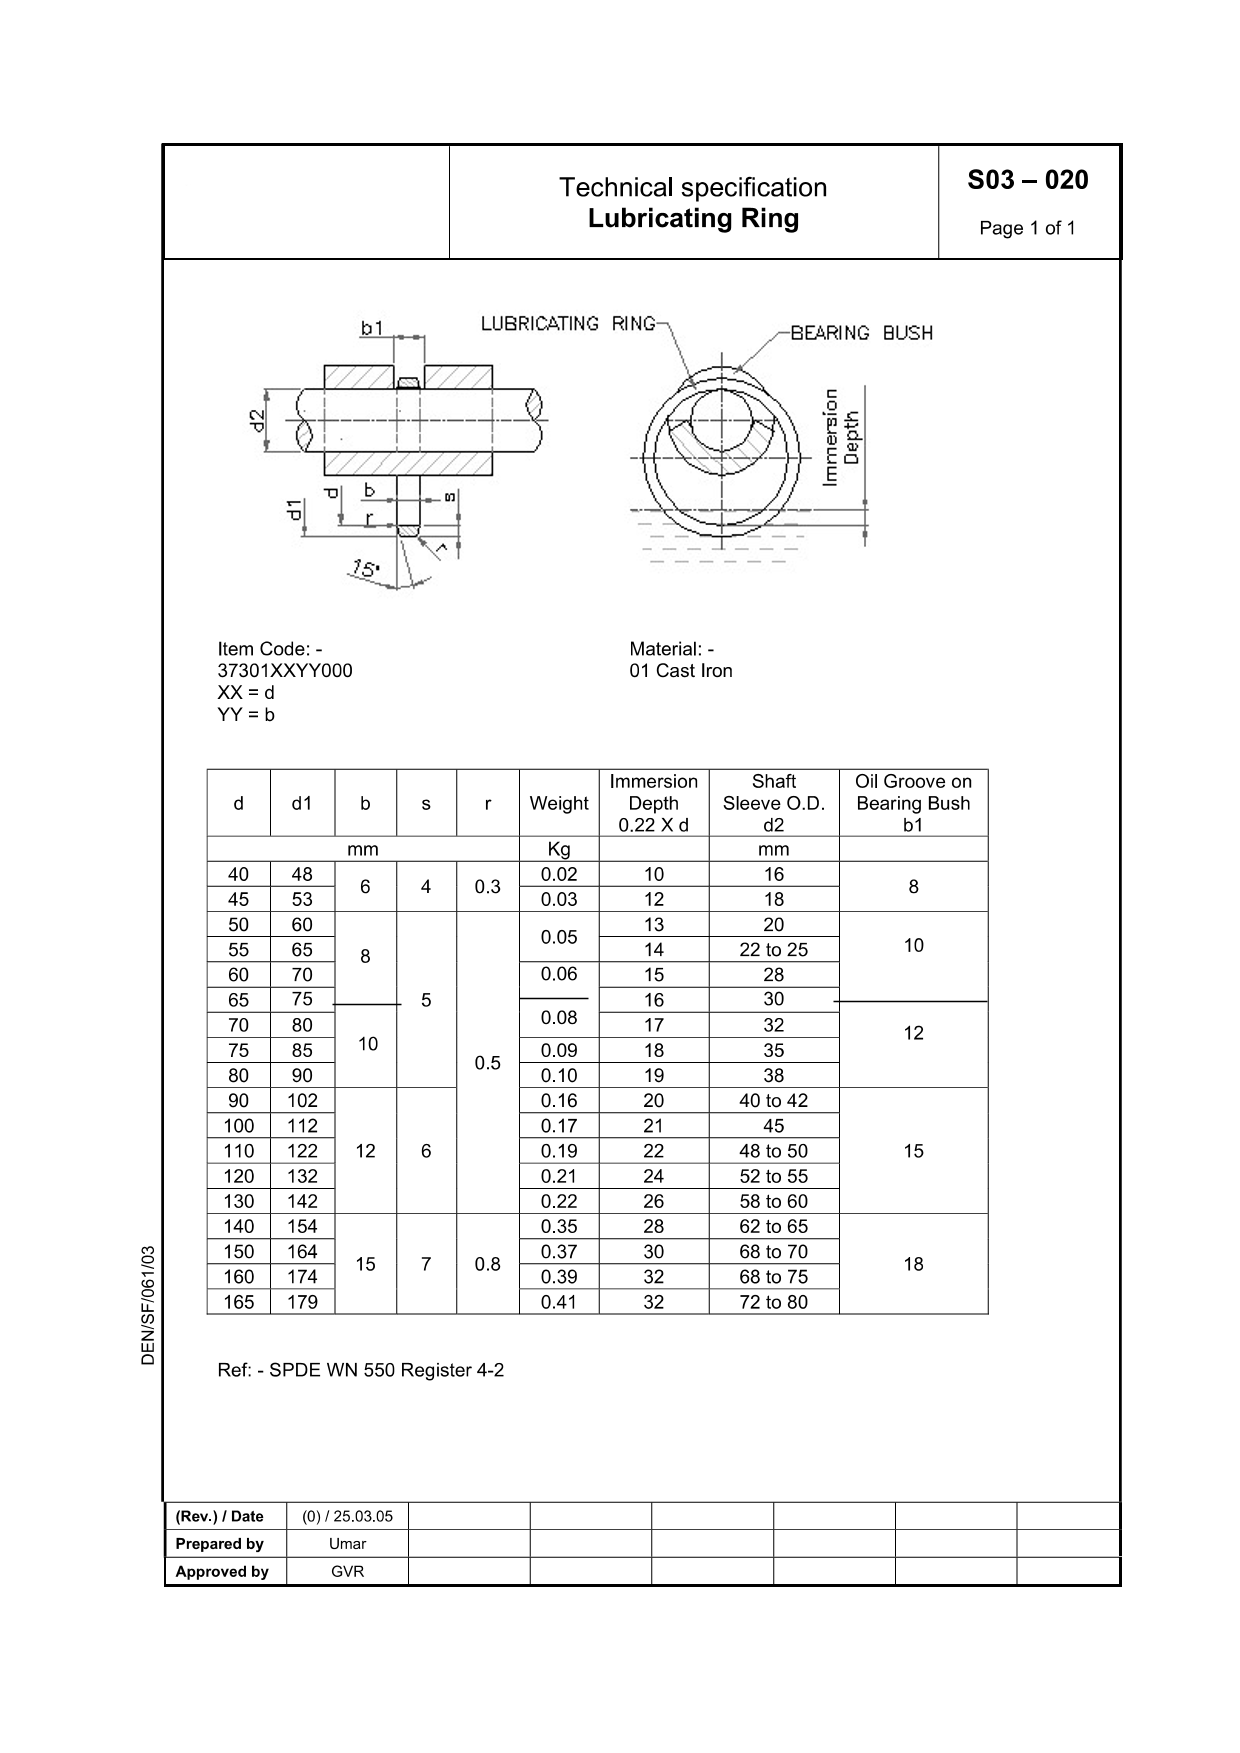 Technical specification
Lubricating Ring
S03 – 020
Page 1 of 1
b1
LUBRICATING RING
BEARING BUSH
d2
Immersion
Depth
d1
d
b
s
r
r
15°
Item Code: -
37301XXYY000
XX = d
YY = b
Material: -
01 Cast Iron
d d1 b s r Weight Immersion Depth 0.22 X d Shaft Sleeve O.D. d2 Oil Groove on Bearing Bush b1
mm Kg mm
40 48 6 4 0.3 0.02 10 16 8
45 53 0.03 12 18
50 60 8 5 0.5 0.05 13 20 10
55 65 14 22 to 25
60 70 0.06 15 28
65 75 16 30
70 80 10 0.08 17 32 12
75 85 0.09 18 35
80 90 0.10 19 38
90 102 12 6 0.16 20 40 to 42 15
100 112 0.17 21 45
110 122 0.19 22 48 to 50
120 132 0.21 24 52 to 55
130 142 0.22 26 58 to 60
140 154 15 7 0.8 0.35 28 62 to 65 18
150 164 0.37 30 68 to 70
160 174 0.39 32 68 to 75
165 179 0.41 32 72 to 80
Ref: - SPDE WN 550 Register 4-2
DEN/SF/061/03
(Rev.) / Date (0) / 25.03.05
Prepared by Umar
Approved by GVR